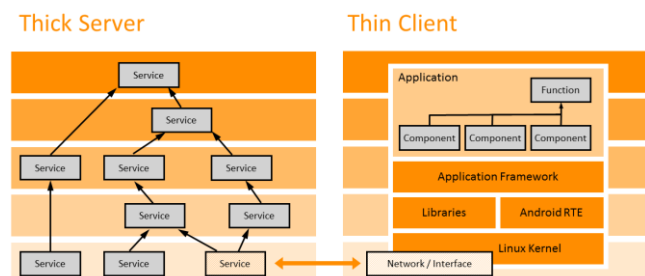 Thick Server
Thin Client
Service
Service
Service
Service
Service
Service
Service
Service
Service
Service
Application
Function
Component
Component
Component
Application Framework
Libraries
Android RTE
Linux Kernel
Network / Interface